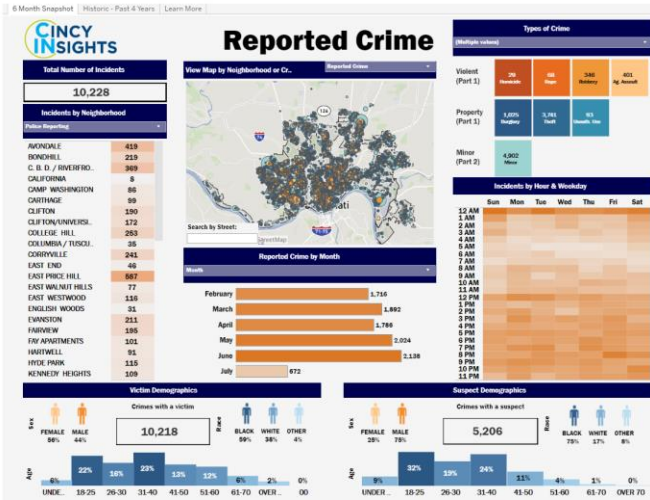 6 Month Snapshot
Historic - Past 4 Years
Learn More
CINCY
INSIGHTS
Reported Crime
Total Number of Incidents
10,228
Incidents by Neighborhood
Police Reporting
AVONDALE 419
BONDHILL 219
C. B. D. / RIVERFRO.. 369
CALIFORNIA
CAMP WASHINGTON 86
CARTHAGE 99
CLIFTON 190
CLIFTON/UNIVERSI.. 172
COLLEGE HILL 253
COLUMBIA / TUSCU.. 35
CORRYVILLE 241
EAST END 46
EAST PRICE HILL 587
EAST WALNUT HILLS 77
EAST WESTWOOD 116
ENGLISH WOODS 31
EVANSTON 211
FAIRVIEW 195
FAY APARTMENTS 101
HARTWELL 91
HYDE PARK 115
KENNEDY HEIGHTS 109
View Map by Neighborhood or Cr..
Reported Crime
Search by Street:
StreetMap
Reported Crime by Month
Month
February 1,716
March 1,892
April 1,786
May 2,024
June 2,138
July 672
Types of Crime
(Multiple values)
Violent
(Part 1)
29
Homicide
68
Rape
346
Robbery
401
Ag. Assault
Property
(Part 1)
Burglary
3,741
Theft
Minor
(Part 2)
4,902
Minor
Incidents by Hour & Weekday
Sun Mon Tue Wed Thu Fri Sat
12 AM
1 AM
2 AM
3 AM
4 AM
5 AM
6 AM
7 AM
8 AM
9 AM
10 AM
11 AM
12 PM
1 PM
2 PM
3 PM
4 PM
5 PM
6 PM
7 PM
8 PM
9 PM
10 PM
11 PM
Victim Demographics
Crimes with a victim
Sex
FEMALE MALE
56% 44%
10,218
Race
BLACK WHITE OTHER
59% 38% 4%
Age
6% 22% 16% 23% 13% 12% 6% 2% 0%
UNDE.. 18-25 26-30 31-40 41-50 51-60 61-70 OVER .. 00
Suspect Demographics
Crimes with a suspect
Sex
FEMALE MALE
25% 75%
5,206
Race
BLACK WHITE OTHER
75% 17% 8%
Age
9% 32% 19% 24% 11% 4% 1% 0%
UNDER .. 18-25 26-30 31-40 41-50 51-60 61-70 OVER 70